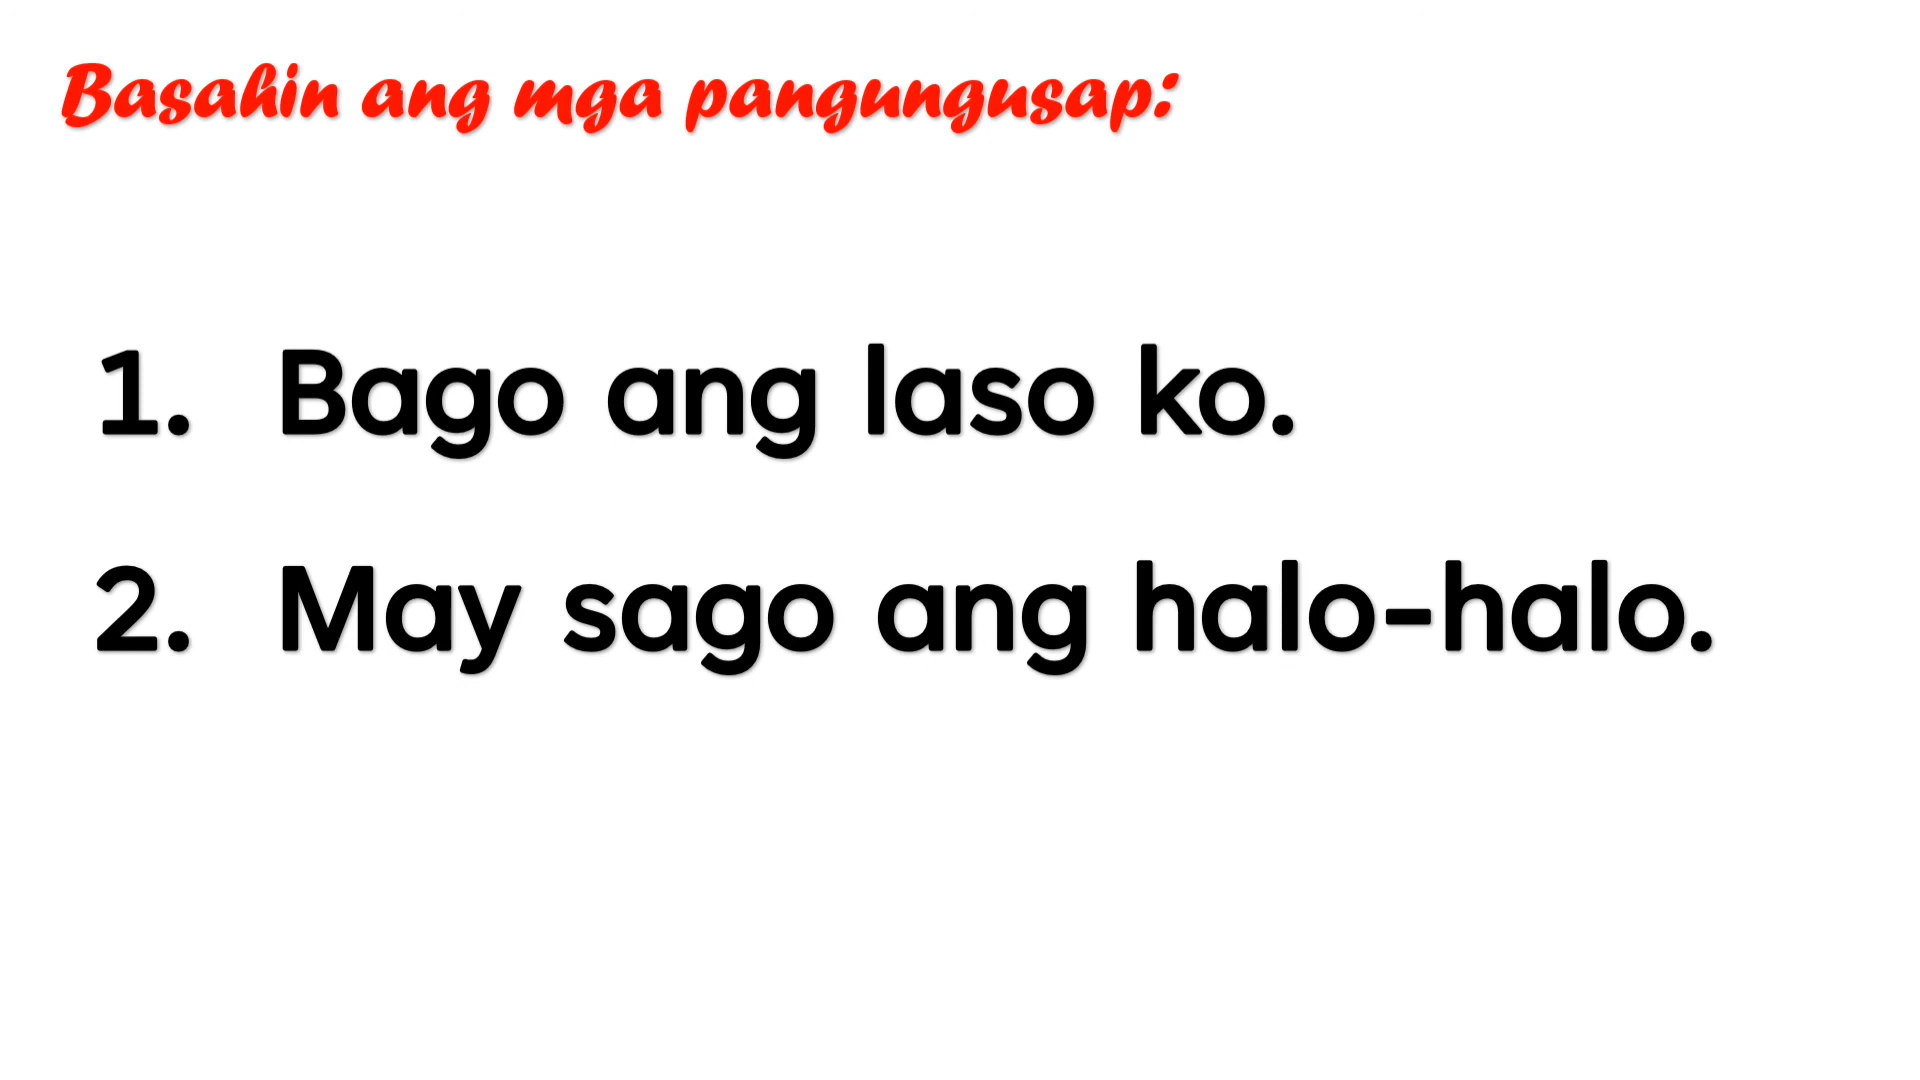 Basahin ang mga pangungusap:
1. Bago ang laso ko.
2. May sago ang halo-halo.